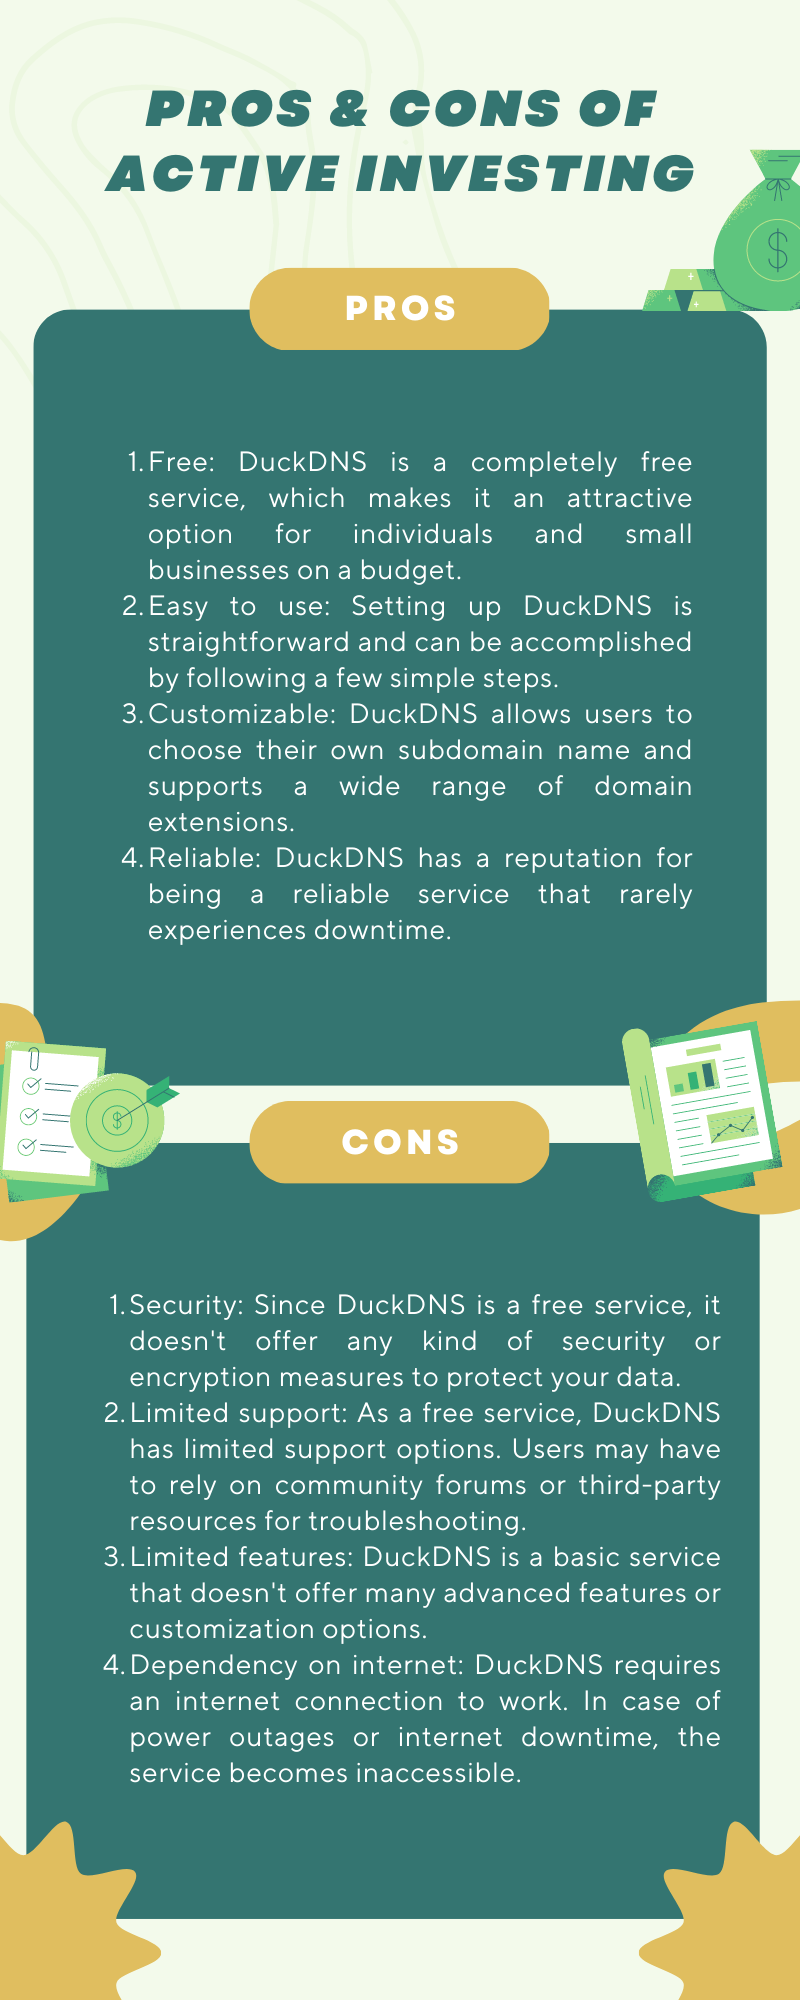 PROS & CONS OF
ACTIVE INVESTING
PROS
1. Free: DuckDNS is a completely free
service, which makes it an attractive
option for individuals and small
businesses on a budget.
2. Easy to use: Setting up DuckDNS is
straightforward and can be accomplished
by following a few simple steps.
3. Customizable: DuckDNS allows users to
choose their own subdomain name and
supports a wide range of domain
extensions.
4. Reliable: DuckDNS has a reputation for
being a reliable service that rarely
experiences downtime.
CONS
1. Security: Since DuckDNS is a free service, it
doesn't offer any kind of security or
encryption measures to protect your data.
2. Limited support: As a free service, DuckDNS
has limited support options. Users may have
to rely on community forums or third-party
resources for troubleshooting.
3. Limited features: DuckDNS is a basic service
that doesn't offer many advanced features or
customization options.
4. Dependency on internet: DuckDNS requires
an internet connection to work. In case of
power outages or internet downtime, the
service becomes inaccessible.